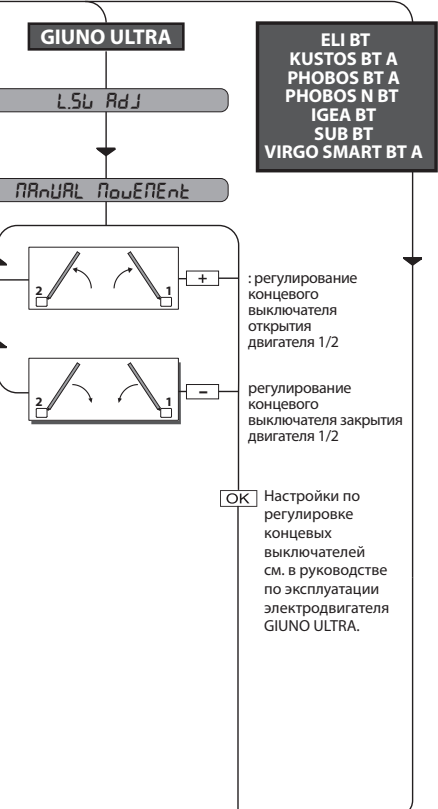 GIUNO ULTRA
ELI BT
KUSTOS BT A
PHOBOS BT A
PHOBOS N BT
IGEA BT
SUB BT
VIRGO SMART BT A
L.SW AdJ
MAnUAL MovEMEnt
2
1
+
: регулирование
концевого
выключателя
открытия
двигателя 1/2
2
1
–
регулирование
концевого
выключателя закрытия
двигателя 1/2
OK
Настройки по
регулировке
концевых
выключателей
см. в руководстве
по эксплуатации
электродвигателя
GIUNO ULTRA.